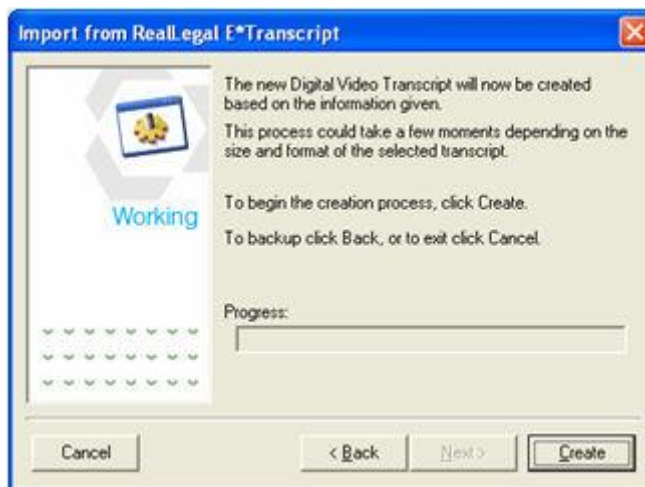 Import from RealLegal E*Transcript
The new Digital Video Transcript will now be created
based on the information given.
This process could take a few moments depending on the
size and format of the selected transcript.
Working
To begin the creation process, click Create.
To backup click Back, or to exit click Cancel.
Progress:
Cancel
< Back
Next >
Create